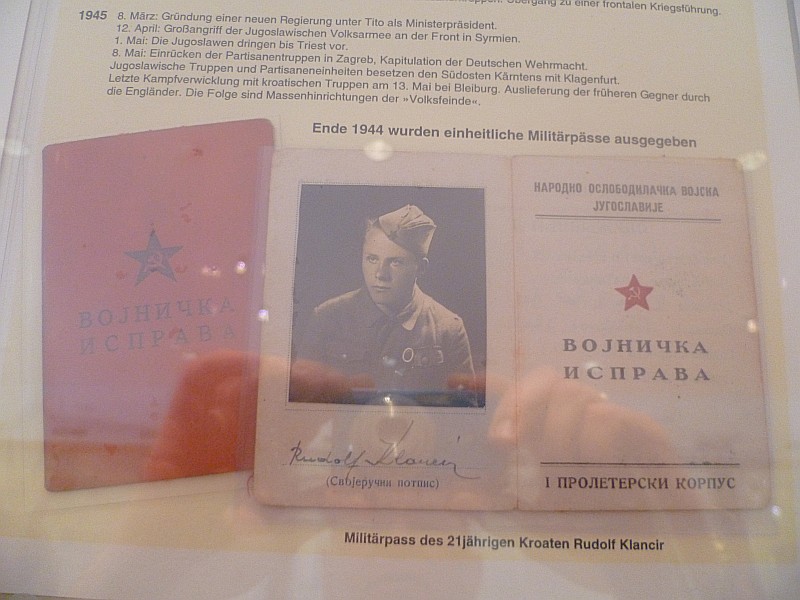 Übergang zu einer frontalen Kriegsführung.
1945 8. März: Gründung einer neuen Regierung unter Tito als Ministerpräsident.
12. April: Großangriff der Jugoslawischen Volksarmee an der Front in Syrmien.
1. Mai: Die Jugoslawen dringen bis Triest vor.
8. Mai: Einrücken der Partisanentruppen in Zagreb, Kapitulation der Deutschen Wehrmacht.
Jugoslawische Truppen und Partisaneneinheiten besetzen den Südosten Kärntens mit Klagenfurt.
Letzte Kampfverwicklung mit kroatischen Truppen am 13. Mai bei Bleiburg. Auslieferung der früheren Gegner durch
die Engländer. Die Folge sind Massenhinrichtungen der »Volksfeinde«.
Ende 1944 wurden einheitliche Militärpässe ausgegeben
ВОЈНИЧКА
ИСПРАВА
Rudolf Klancir
(Својеручни потпис)
НАРОДНО ОСЛОБОДИЛАЧКА ВОЈСКА
ЈУГОСЛАВИЈЕ
ВОЈНИЧКА
ИСПРАВА
I ПРОЛЕТЕРСКИ КОРПУС
Militärpass des 21jährigen Kroaten Rudolf Klancir